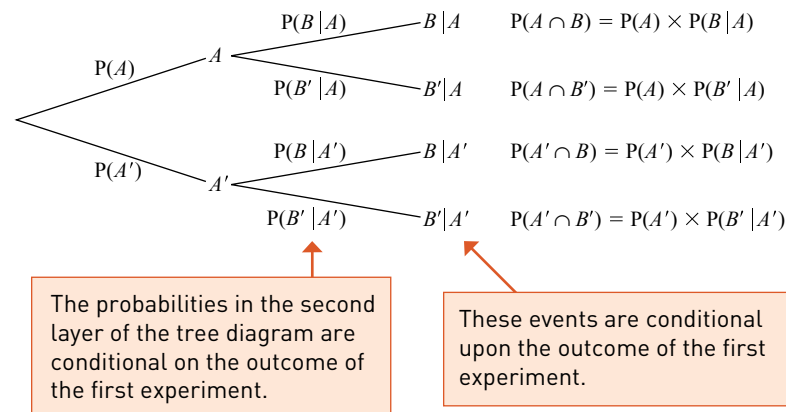 P(B|A) B|A P(A ∩ B) = P(A) × P(B|A)
P(A) A
P(B′|A) B′|A P(A ∩ B′) = P(A) × P(B′|A)
P(B|A′) B|A′ P(A′ ∩ B) = P(A′) × P(B|A′)
P(A′) A′
P(B′|A′) B′|A′ P(A′ ∩ B′) = P(A′) × P(B′|A′)
The probabilities in the second
layer of the tree diagram are
conditional on the outcome of
the first experiment.
These events are conditional
upon the outcome of the first
experiment.